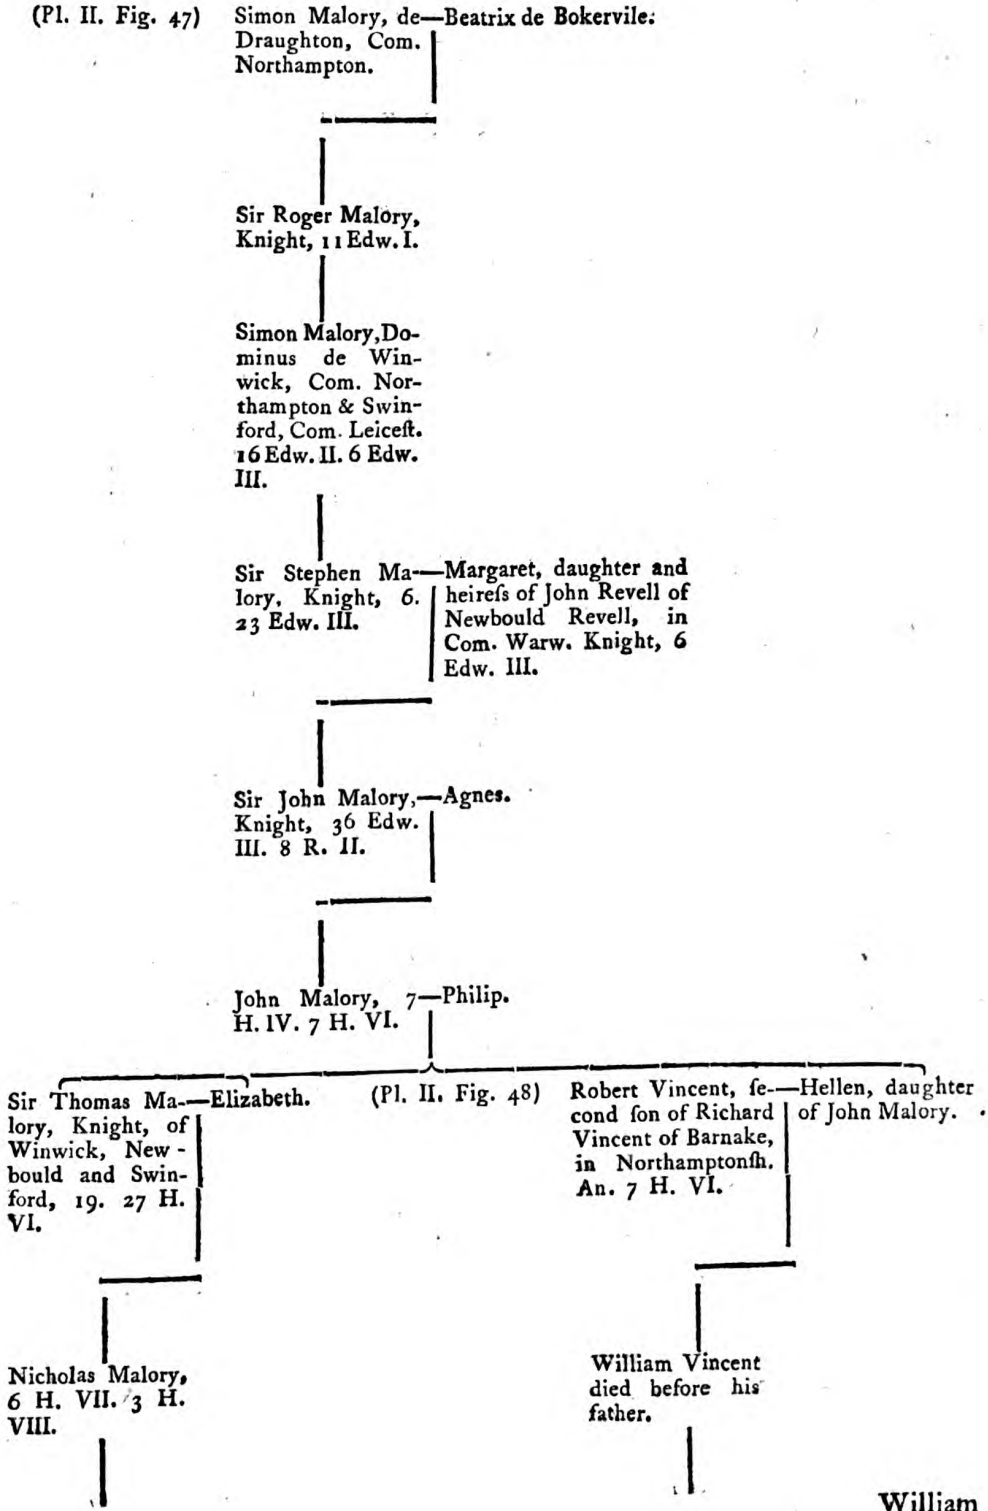 (Pl. II. Fig. 47)
Simon Malory, de—Beatrix de Bokervile.
Draughton, Com.
Northampton.
Sir Roger Malory,
Knight, 11 Edw. I.
Simon Malory, Do-
minus de Win-
wick, Com. Nor-
thampton & Swin-
ford, Com. Leiceſt.
16 Edw. II. 6 Edw.
III.
Sir Stephen Ma-
lory, Knight, 6.
23 Edw. III.
—Margaret, daughter and
heireſs of John Revell of
Newbould Revell, in
Com. Warw. Knight, 6
Edw. III.
Sir John Malory,—Agnes.
Knight, 36 Edw.
III. 8 R. II.
John Malory, 7—Philip.
H. IV. 7 H. VI.
Sir Thomas Ma-—Elizabeth.
lory, Knight, of
Winwick, New-
bould and Swin-
ford, 19. 27 H.
VI.
(Pl. II. Fig. 48)
Robert Vincent, ſe-
cond ſon of Richard
Vincent of Barnake,
in Northamptonſh.
An. 7 H. VI.
—Hellen, daughter
of John Malory.
Nicholas Malory,
6 H. VII. 3 H.
VIII.
William Vincent
died before his
father.
William